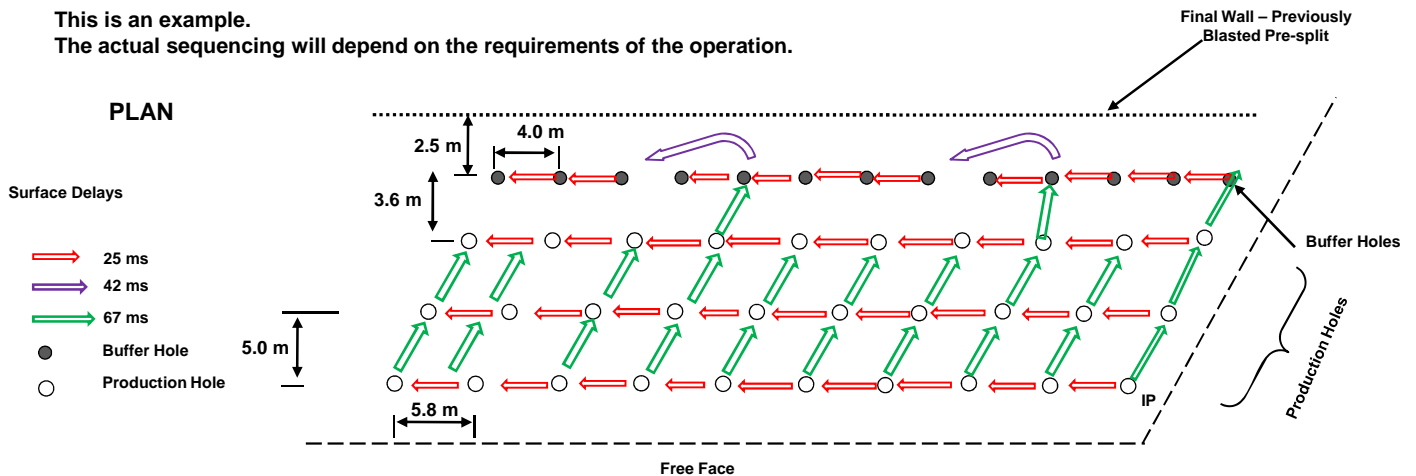 This is an example.
The actual sequencing will depend on the requirements of the operation.
Final Wall – Previously
Blasted Pre-split
PLAN
4.0 m
2.5 m
Surface Delays
3.6 m
25 ms
42 ms
67 ms
Buffer Hole
Production Hole
Buffer Holes
Production Holes
5.0 m
5.8 m
IP
Free Face